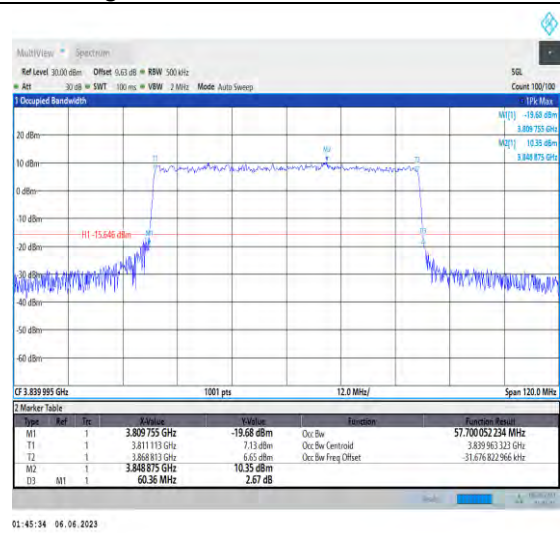 MultiView Spectrum
Ref Level 30.00 dBm Offset 0.63 dB RBW 500 kHz SGL
Att 30 dB SWT 100 ms VBW 2 MHz Mode Auto Sweep Count 100/100
1 Occupied Bandwidth 1Pk Max
M1[1] -19.68 dBm
3.809 755 GHz
M2[1] 10.35 dBm
3.848 875 GHz
20 dBm
10 dBm
0 dBm
-10 dBm
-20 dBm
-30 dBm
-40 dBm
-50 dBm
-60 dBm
T1
M2
T2
H1 -15.646 dBm
M1
D3
CF 3.839 995 GHz 1001 pts 12.0 MHz/ Span 120.0 MHz
2 Marker Table
Type Ref Trc X-Value Y-Value Function Function Result
M1 1 3.809 755 GHz -19.68 dBm Occ Bw 57.700 052 234 MHz
T1 1 3.811 113 GHz 7.13 dBm Occ Bw Centroid 3.839 963 323 GHz
T2 1 3.868 813 GHz 6.65 dBm Occ Bw Freq Offset -31.676 822 966 kHz
M2 1 3.848 875 GHz 10.35 dBm
D3 M1 1 60.36 MHz 2.67 dB
01:45:34 06.06.2023